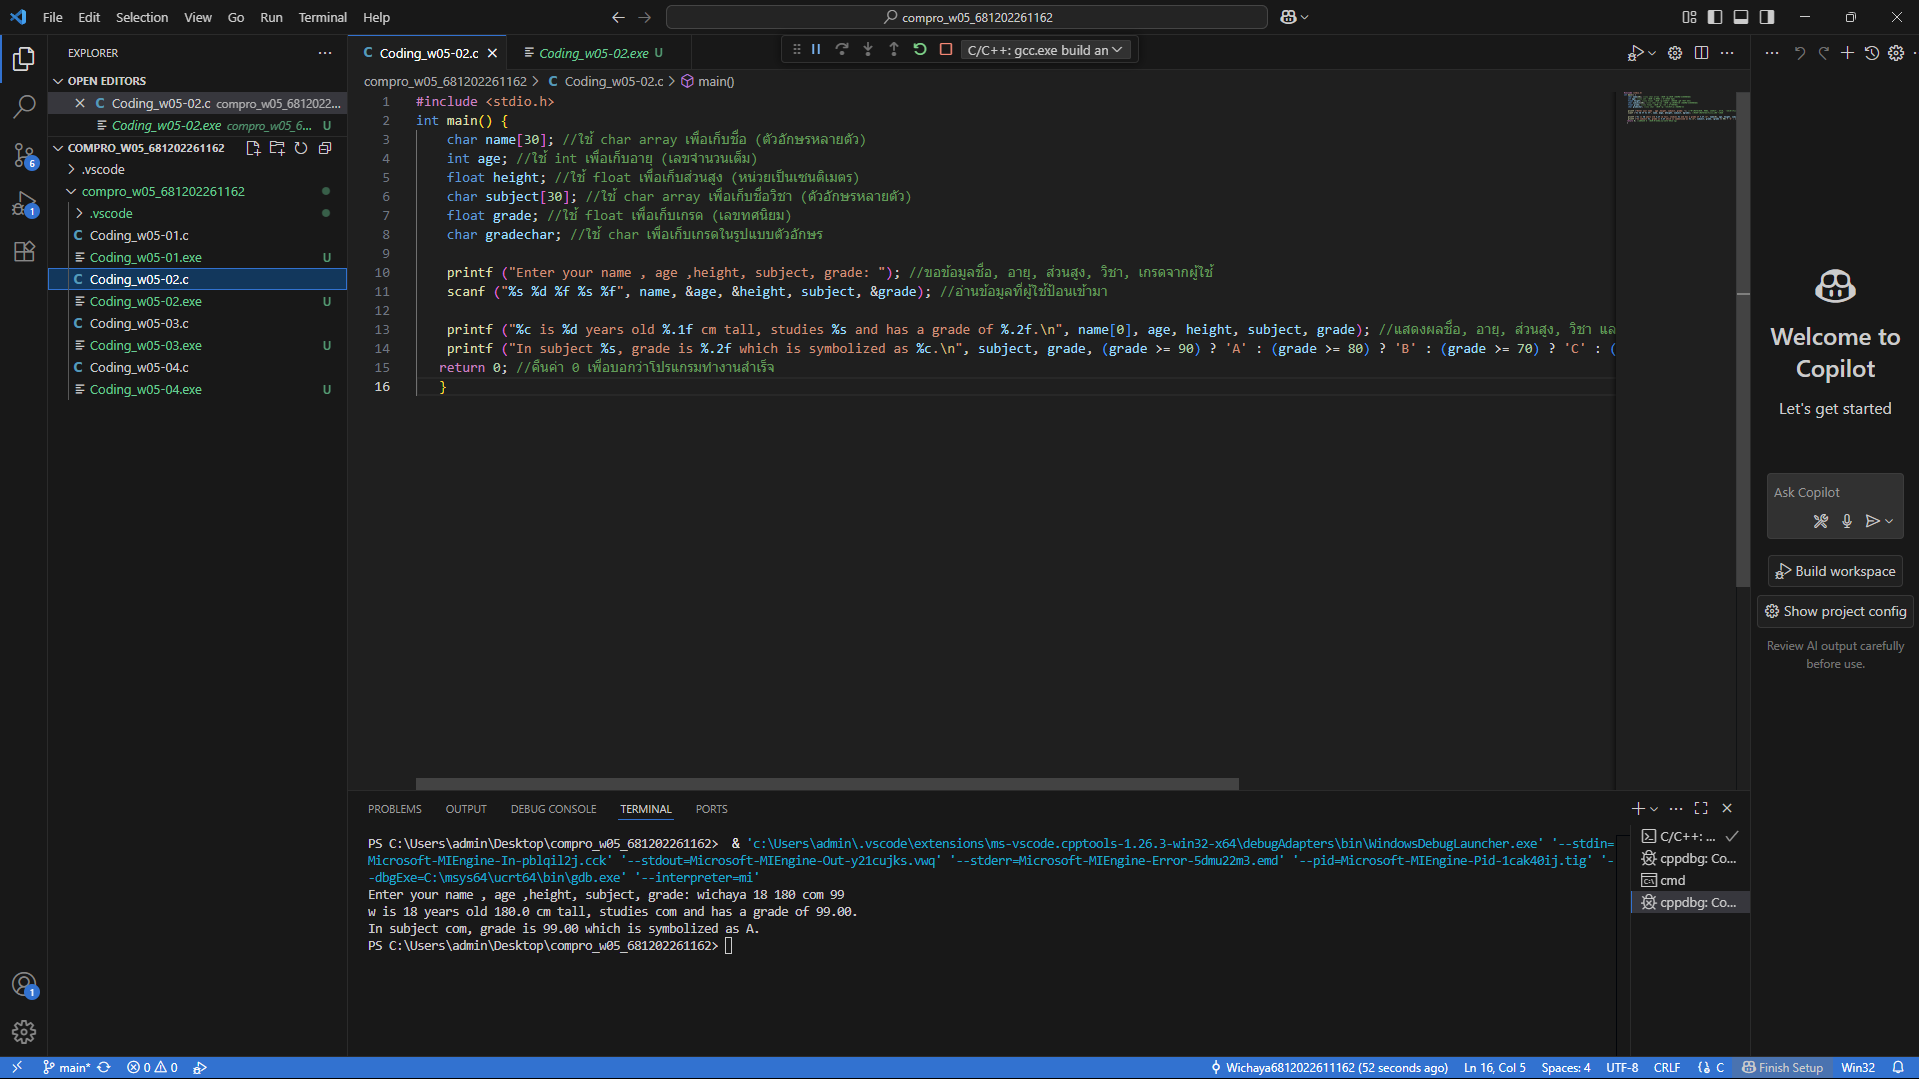 File Edit Selection View Go Run Terminal Help
compro_w05_681202261162
EXPLORER
OPEN EDITORS
Coding_w05-02.c compro_w05_6812022...
Coding_w05-02.exe compro_w05_6... U
COMPRO_W05_681202261162
.vscode
compro_w05_681202261162
.vscode
Coding_w05-01.c
Coding_w05-01.exe U
Coding_w05-02.c
Coding_w05-02.exe U
Coding_w05-03.c
Coding_w05-03.exe U
Coding_w05-04.c
Coding_w05-04.exe U
6
1
1
Coding_w05-02.c Coding_w05-02.exe U
C/C++: gcc.exe build an
compro_w05_681202261162 > C Coding_w05-02.c > main()
1 #include <stdio.h>
2 int main() {
3 char name[30]; //ใช้ char array เพื่อเก็บชื่อ (ตัวอักษรหลายตัว)
4 int age; //ใช้ int เพื่อเก็บอายุ (เลขจำนวนเต็ม)
5 float height; //ใช้ float เพื่อเก็บส่วนสูง (หน่วยเป็นเซนติเมตร)
6 char subject[30]; //ใช้ char array เพื่อเก็บชื่อวิชา (ตัวอักษรหลายตัว)
7 float grade; //ใช้ float เพื่อเก็บเกรด (เลขทศนิยม)
8 char gradechar; //ใช้ char เพื่อเก็บเกรดในรูปแบบตัวอักษร
9
10 printf ("Enter your name , age ,height, subject, grade: "); //ขอข้อมูลชื่อ, อายุ, ส่วนสูง, วิชา, เกรดจากผู้ใช้
11 scanf ("%s %d %f %s %f", name, &age, &height, subject, &grade); //อ่านข้อมูลที่ผู้ใช้ป้อนเข้ามา
12
13 printf ("%c is %d years old %.1f cm tall, studies %s and has a grade of %.2f.\n", name[0], age, height, subject, grade); //แสดงผลชื่อ, อายุ, ส่วนสูง, วิชา แล
14 printf ("In subject %s, grade is %.2f which is symbolized as %c.\n", subject, grade, (grade >= 90) ? 'A' : (grade >= 80) ? 'B' : (grade >= 70) ? 'C' : (
15 return 0; //คืนค่า 0 เพื่อบอกว่าโปรแกรมทำงานสำเร็จ
16 }
PROBLEMS OUTPUT DEBUG CONSOLE TERMINAL PORTS
PS C:\Users\admin\Desktop\compro_w05_681202261162> & 'c:\Users\admin\.vscode\extensions\ms-vscode.cpptools-1.26.3-win32-x64\debugAdapters\bin\WindowsDebugLauncher.exe' '--stdin=
Microsoft-MIEngine-In-pblqil2j.cck' '--stdout=Microsoft-MIEngine-Out-y21cujks.vwq' '--stderr=Microsoft-MIEngine-Error-5dmu22m3.emd' '--pid=Microsoft-MIEngine-Pid-1cak40ij.tig' '-
-dbgExe=C:\msys64\ucrt64\bin\gdb.exe' '--interpreter=mi'
Enter your name , age ,height, subject, grade: wichaya 18 180 com 99
w is 18 years old 180.0 cm tall, studies com and has a grade of 99.00.
In subject com, grade is 99.00 which is symbolized as A.
PS C:\Users\admin\Desktop\compro_w05_681202261162>
C/C++: ...
cppdbg: Co...
cmd
cppdbg: Co...
Welcome to
Copilot
Let's get started
Ask Copilot
Build workspace
Show project config
Review AI output carefully
before use.
main* 0 0 Wichaya6812022611162 (52 seconds ago) Ln 16, Col 5 Spaces: 4 UTF-8 CRLF {} C Finish Setup Win32